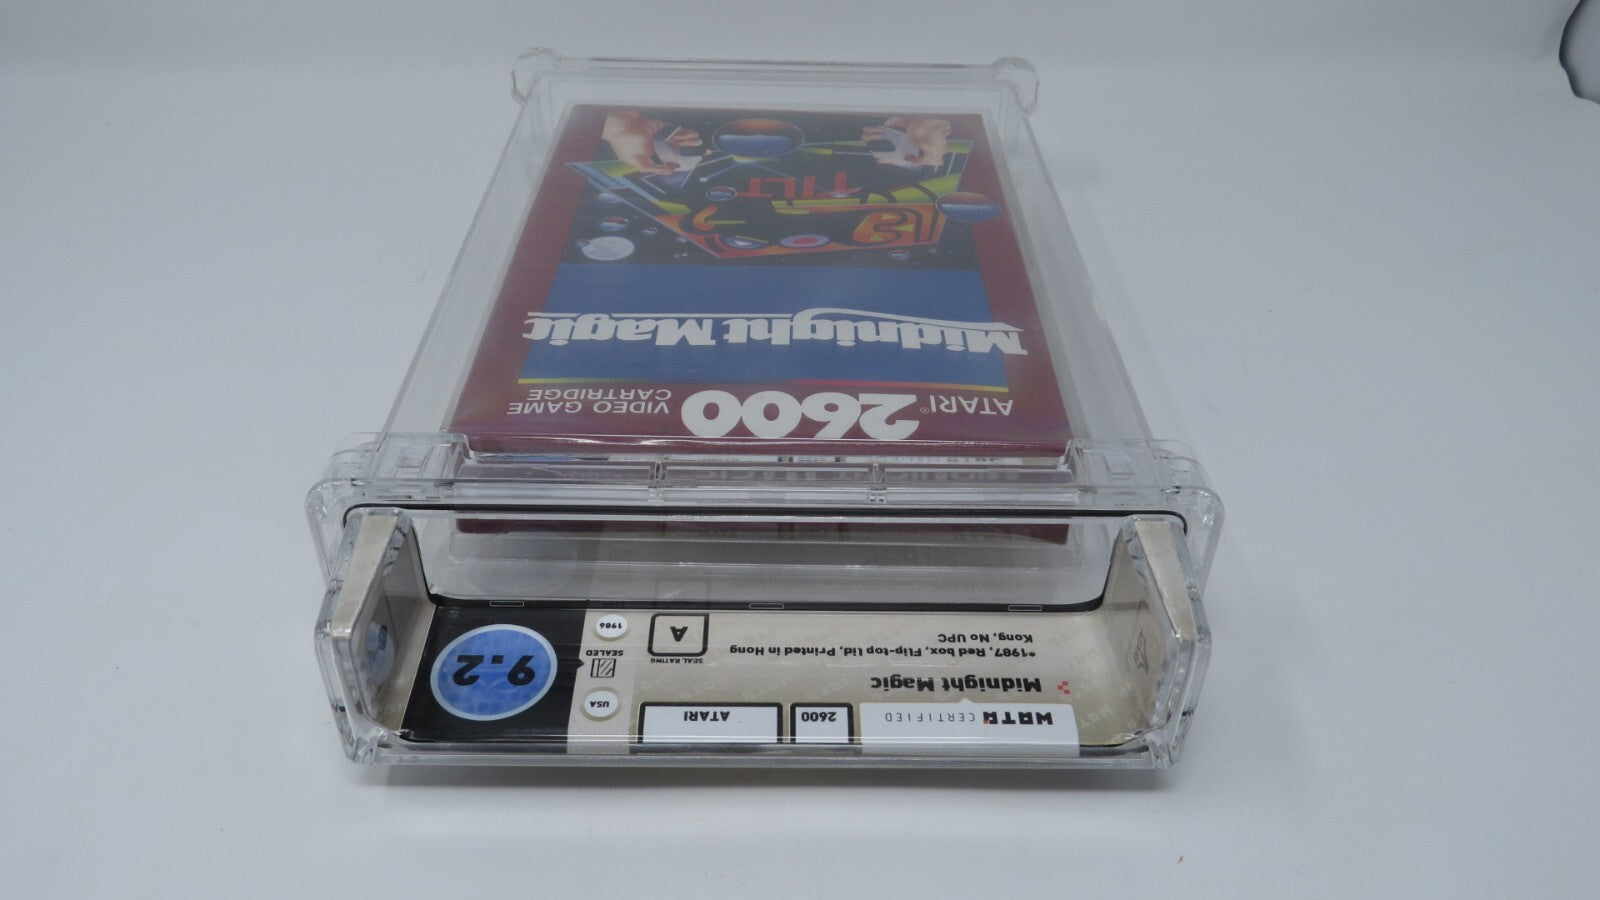 WATA CERTIFIED
2600
ATARI
USA
Midnight Magic
*1987, Red box, Flip-top Lid, Printed in Hong
Kong, No UPC
SEAL RATING
A
SEALED
1986
9.2
ATARI® 2600 VIDEO GAME
CARTRIDGE
Midnight Magic
TILT